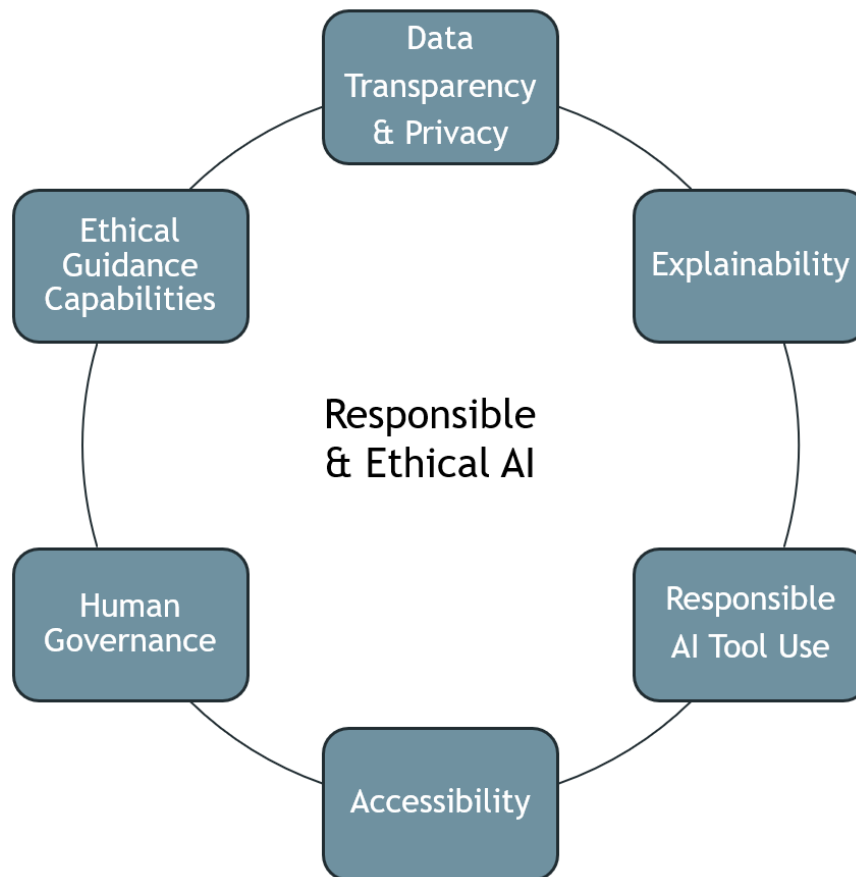 Data
Transparency
& Privacy
Explainability
Responsible
AI Tool Use
Accessibility
Human
Governance
Ethical
Guidance
Capabilities
Responsible
& Ethical AI